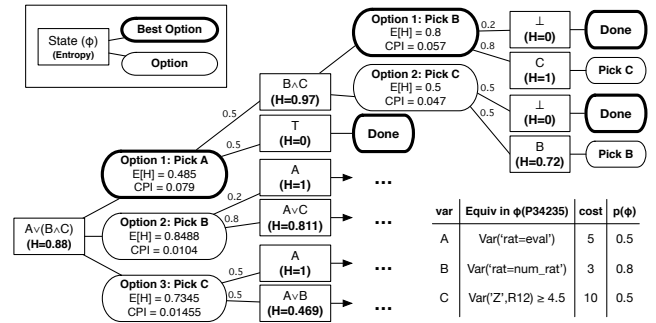 State (ϕ)
(Entropy)
Best Option
Option
A∨(B∧C)
(H=0.88)
Option 1: Pick A
E[H] = 0.485
CPI = 0.079
Option 2: Pick B
E[H] = 0.8488
CPI = 0.0104
Option 3: Pick C
E[H] = 0.7345
CPI = 0.01455
0.5
0.5
0.2
0.8
0.5
0.5
B∧C
(H=0.97)
T
(H=0)
Done
A
(H=1)
...
A∨C
(H=0.811)
...
A
(H=1)
...
A∨B
(H=0.469)
...
Option 1: Pick B
E[H] = 0.8
CPI = 0.057
Option 2: Pick C
E[H] = 0.5
CPI = 0.047
0.2
0.8
0.5
0.5
⊥
(H=0)
Done
C
(H=1)
Pick C
⊥
(H=0)
Done
B
(H=0.72)
Pick B
var Equiv in ϕ(P34235) cost p(ϕ)
A Var('rat=eval') 5 0.5
B Var('rat=num_rat') 3 0.8
C Var('Z',R12) ≥ 4.5 10 0.5